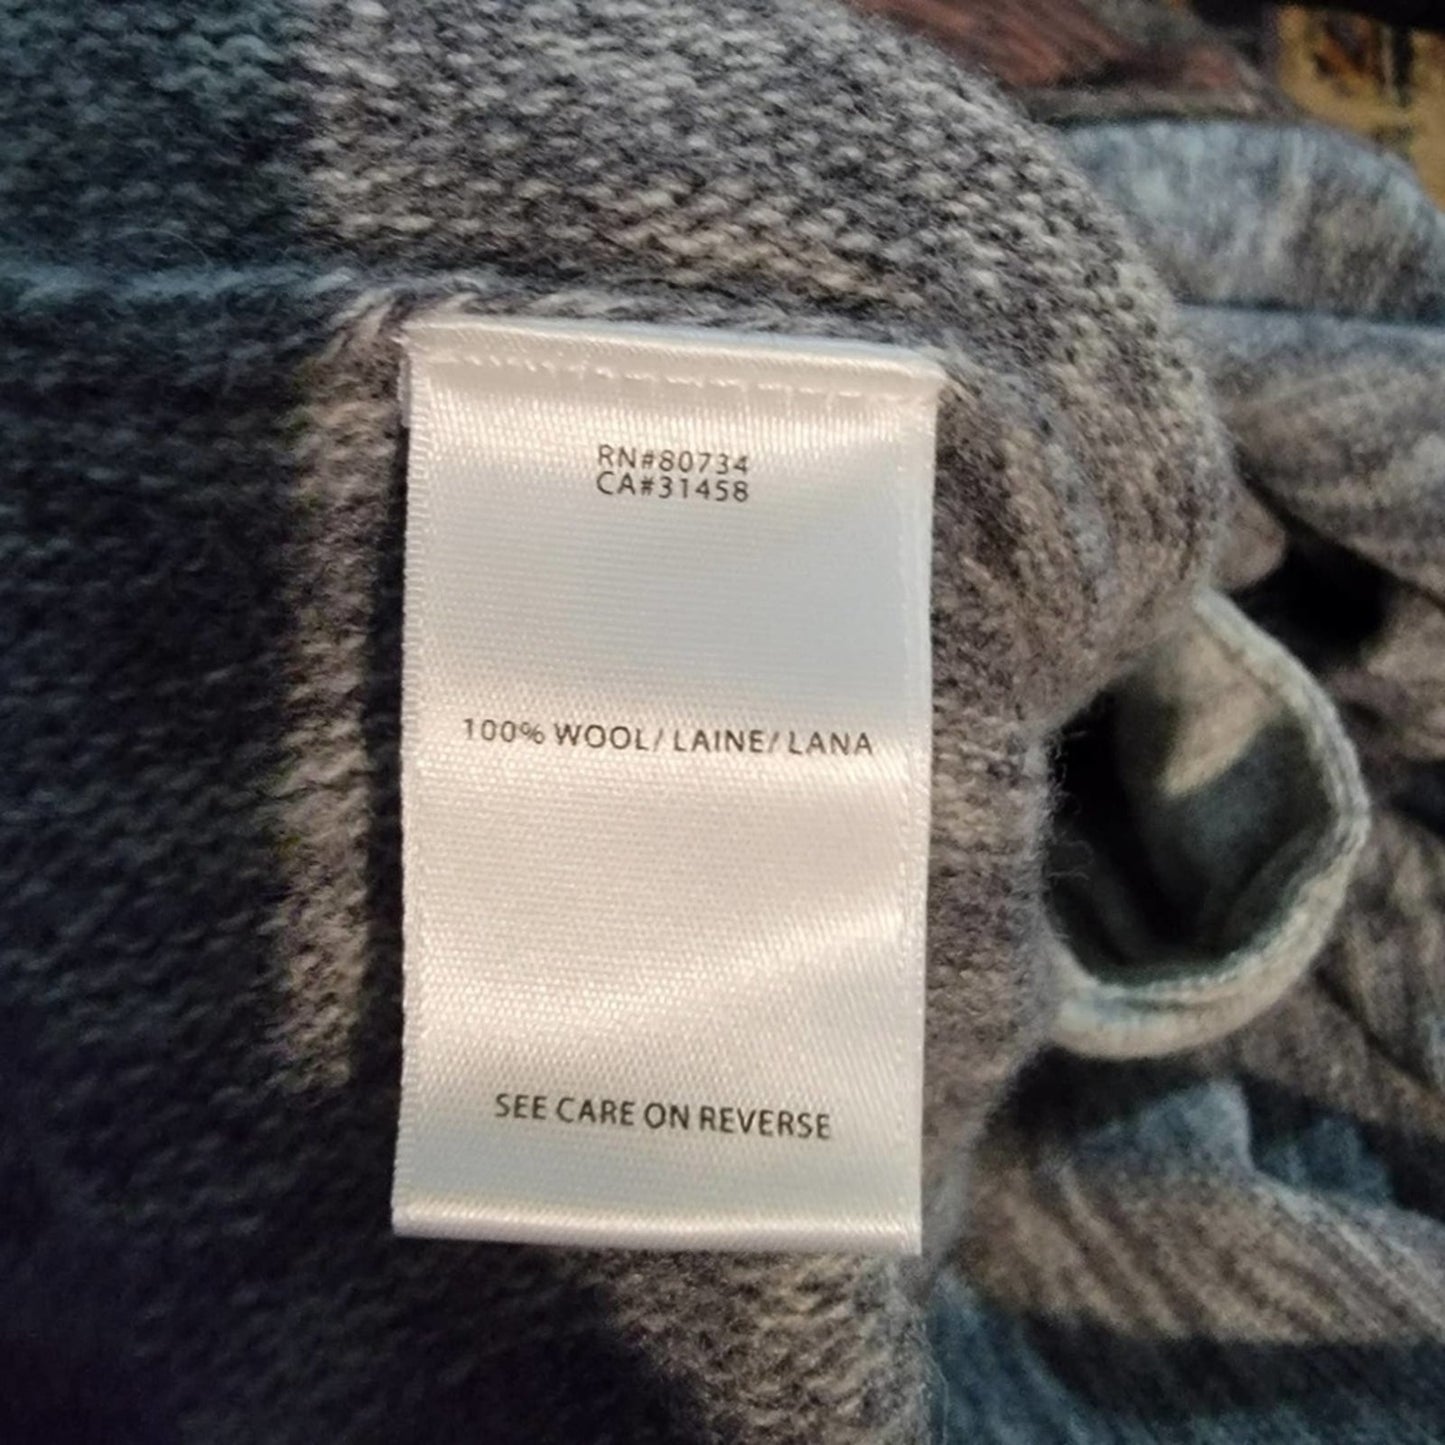 RN#80734
CA#31458
100% WOOL/ LAINE/ LANA
SEE CARE ON REVERSE